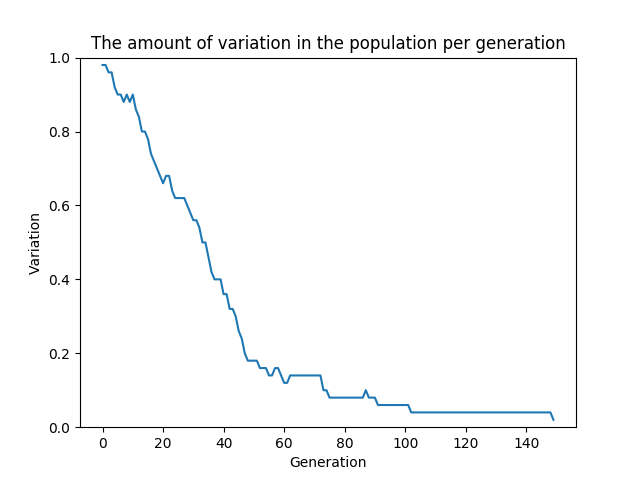 The amount of variation in the population per generation
1.0
0.8
0.6
0.4
0.2
0.0
Variation
0 20 40 60 80 100 120 140
Generation